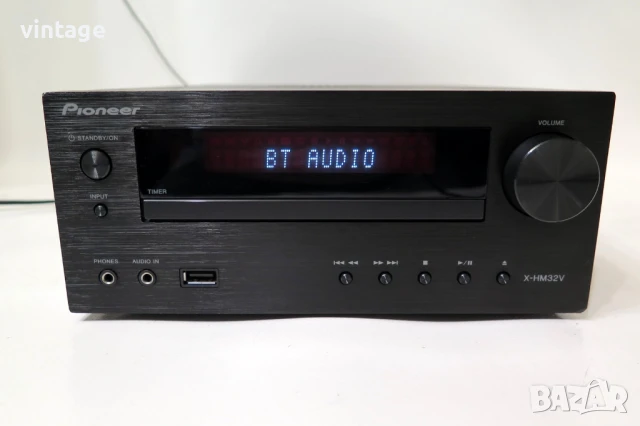 vintage
Pioneer
STANDBY/ON
VOLUME
BT AUDIO
INPUT
TIMER
PHONES
AUDIO IN
X-HM32V
BAZAR